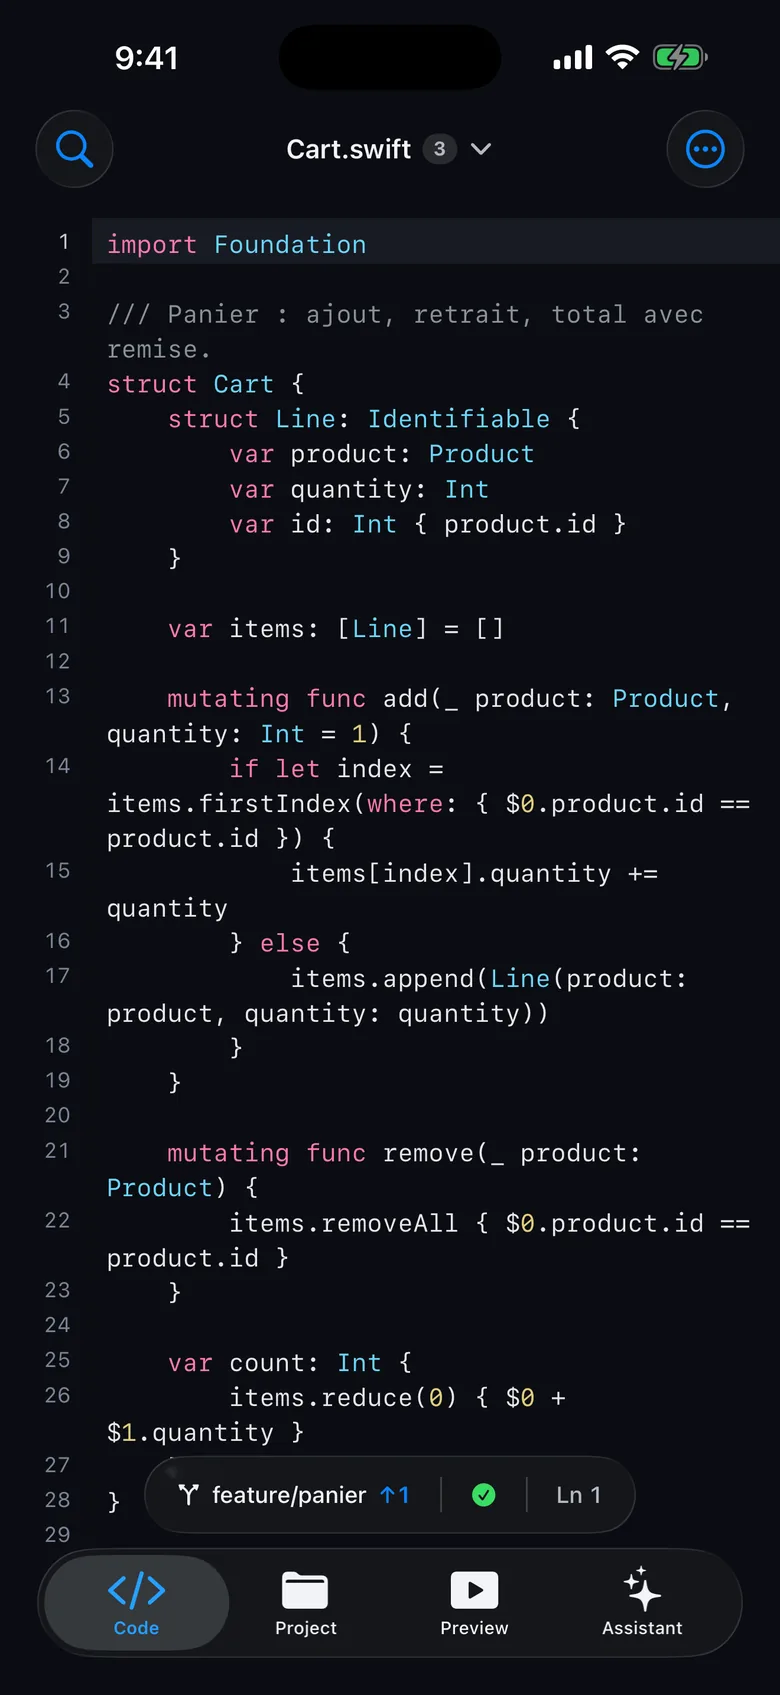 9:41
Cart.swift 3
1 import Foundation
2
3 /// Panier : ajout, retrait, total avec
remise.
4 struct Cart {
5     struct Line: Identifiable {
6         var product: Product
7         var quantity: Int
8         var id: Int { product.id }
9     }
10
11     var items: [Line] = []
12
13     mutating func add(_ product: Product,
quantity: Int = 1) {
14         if let index =
items.firstIndex(where: { $0.product.id ==
product.id }) {
15             items[index].quantity +=
quantity
16         } else {
17             items.append(Line(product:
product, quantity: quantity))
18         }
19     }
20
21     mutating func remove(_ product:
Product) {
22         items.removeAll { $0.product.id ==
product.id }
23     }
24
25     var count: Int {
26         items.reduce(0) { $0 +
$1.quantity }
27
28 }
29
feature/panier ↑1 Ln 1
Code Project Preview Assistant